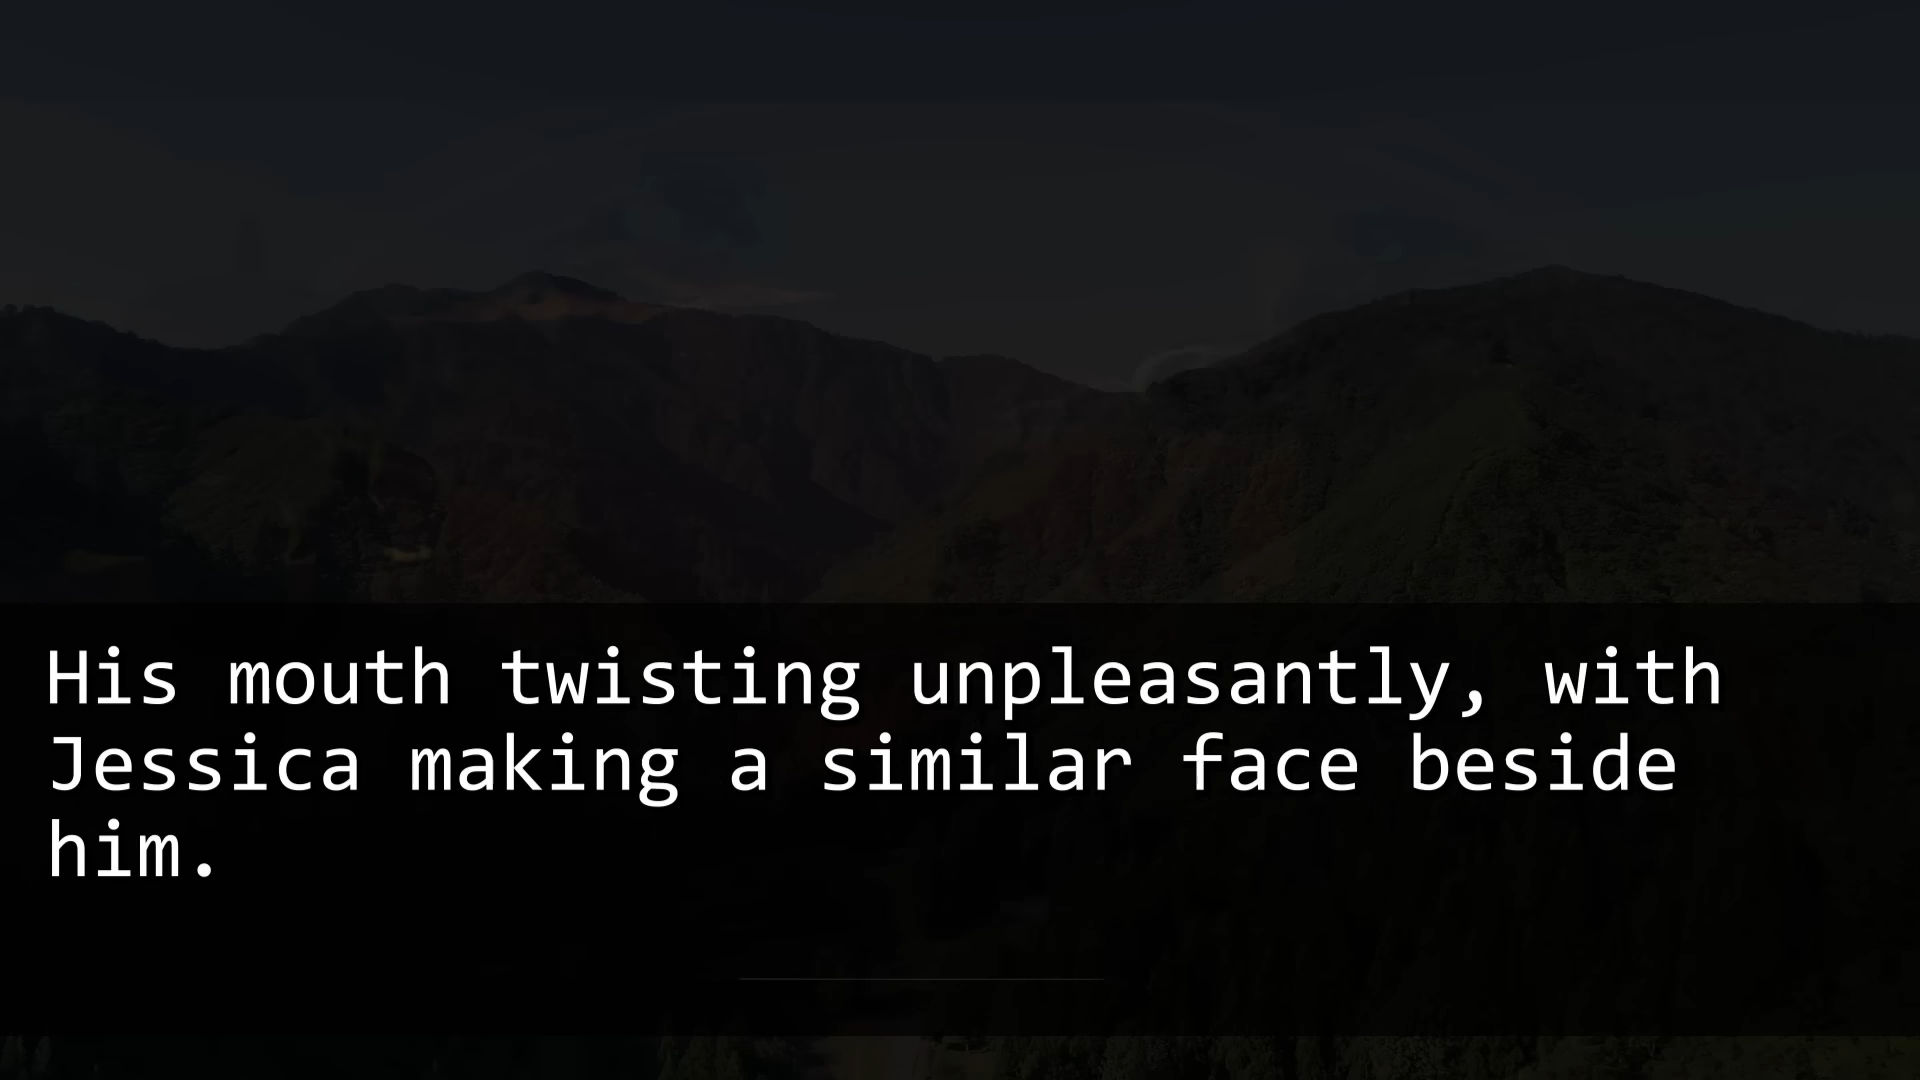 His mouth twisting unpleasantly, with
Jessica making a similar face beside
him.